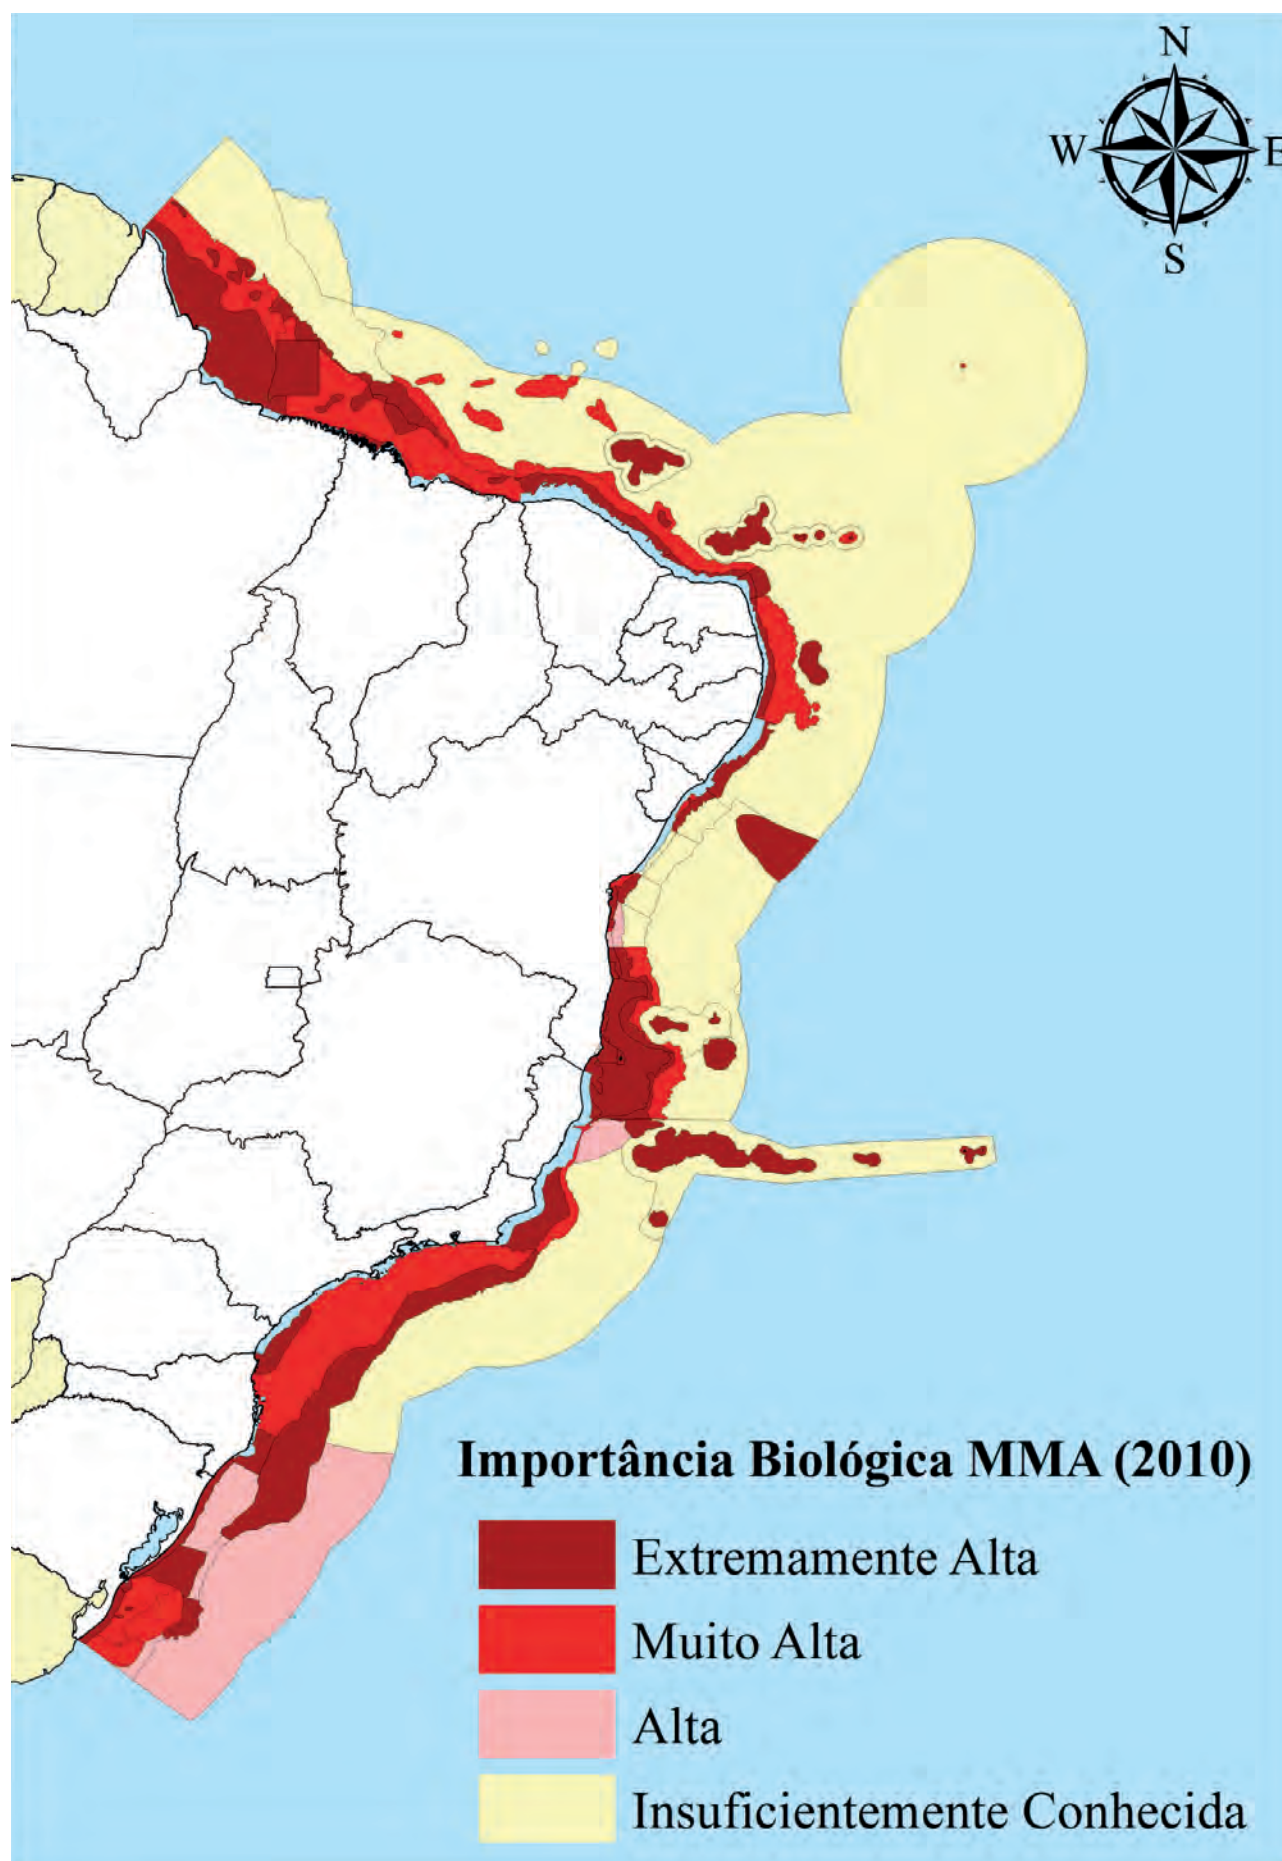 N
W
E
S
Importância Biológica MMA (2010)
Extremamente Alta
Muito Alta
Alta
Insuficientemente Conhecida